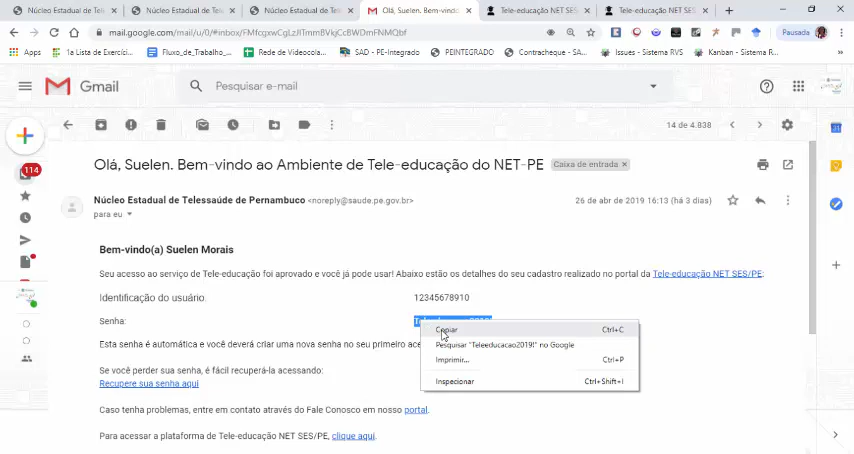 Núcleo Estadual de Telessaúd
Núcleo Estadual de Telessaúd
Núcleo Estadual de Telessaúd
Olá, Suelen. Bem-vindo
Tele-educação NET SES
Tele-educação NET SES
mail.google.com/mail/u/0/#inbox/
Pausada
Apps
1a Lista de Exercíci...
Fluxo_de_Trabalho_...
Rede de Videocola...
SAD - PE-Integrado
PEINTEGRADO
Contracheque - SA...
Issues - Sistema RVS
Kanban - Sistema R...
Gmail
Pesquisar e-mail
14 de 4.838
114
Olá, Suelen. Bem-vindo ao Ambiente de Tele-educação do NET-PE
Caixa de entrada ×
Núcleo Estadual de Telessaúde de Pernambuco <noreply@saude.pe.gov.br>
26 de abr de 2019 16:13 (há 3 dias)
para eu
Bem-vindo(a) Suelen Morais
Seu acesso ao serviço de Tele-educação foi aprovado e você já pode usar! Abaixo estão os detalhes do seu cadastro realizado no portal da Tele-educação NET SES/PE:
Identificação do usuário
12345678910
Senha:
Copiar Ctrl+C
Pesquisar "Teleeducacao2019!" no Google
Esta senha é automática e você deverá criar uma nova senha no seu primeiro
Imprimir... Ctrl+P
Se você perder sua senha, é fácil recuperá-la acessando:
Inspecionar Ctrl+Shift+I
Recupere sua senha aqui
Caso tenha problemas, entre em contato através do Fale Conosco em nosso portal.
Para acessar a plataforma de Tele-educação NET SES/PE, clique aqui.